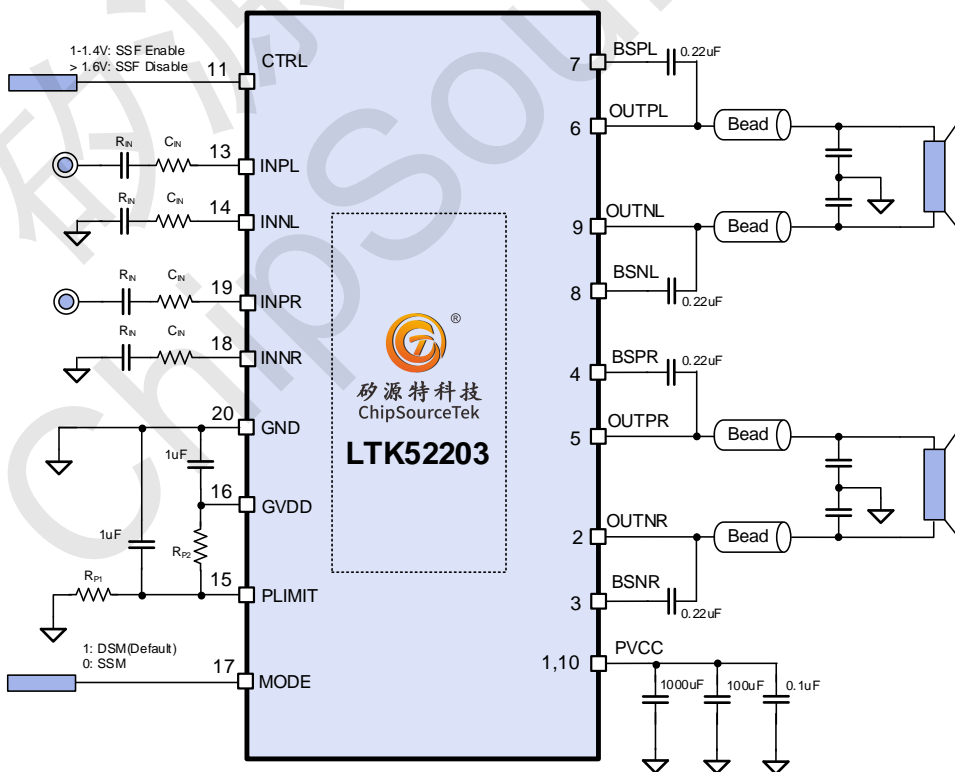 1-1.4V: SSF Enable
> 1.6V: SSF Disable
11
CTRL
RIN
CIN
13
INPL
RIN
CIN
14
INNL
RIN
CIN
19
INPR
RIN
CIN
18
INNR
20
GND
1uF
16
GVDD
1uF
RP2
RP1
15
PLIMIT
1: DSM(Default)
0: SSM
17
MODE
®
矽源特科技
ChipSourceTek
LTK52203
BSPL
7
0.22uF
OUTPL
6
Bead
OUTNL
9
Bead
BSNL
8
0.22uF
BSPR
4
0.22uF
OUTPR
5
Bead
OUTNR
2
Bead
BSNR
3
0.22uF
PVCC
1,10
1000uF
100uF
0.1uF
矽源
ChipSou